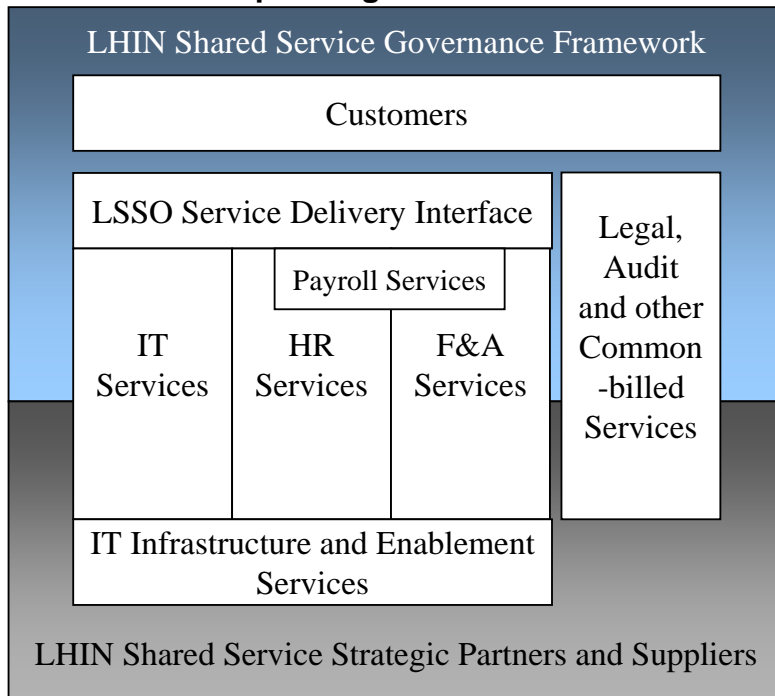 LHIN Shared Service Governance Framework
Customers
LSSO Service Delivery Interface
Payroll Services
IT
Services
HR
Services
F&A
Services
Legal,
Audit
and other
Common
-billed
Services
IT Infrastructure and Enablement
Services
LHIN Shared Service Strategic Partners and Suppliers